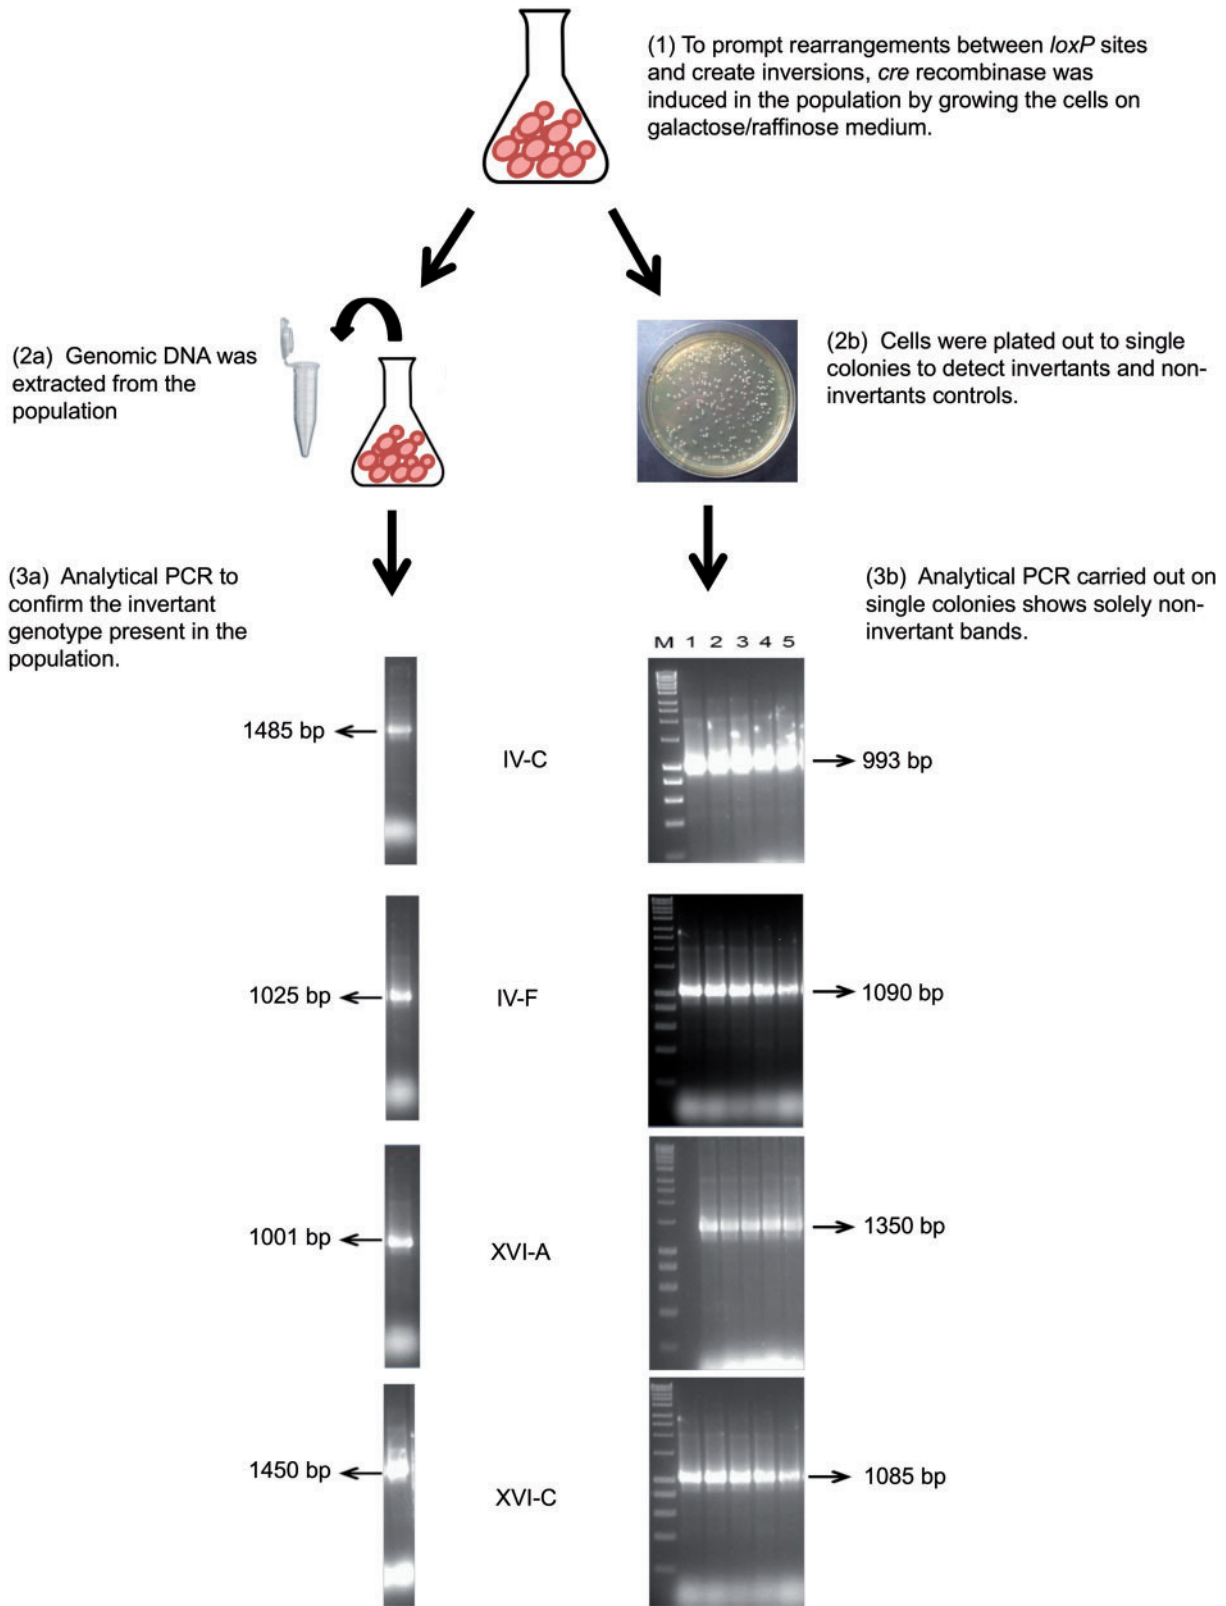 (1) To prompt rearrangements between loxP sites
and create inversions, cre recombinase was
induced in the population by growing the cells on
galactose/raffinose medium.
(2a) Genomic DNA was
extracted from the
population
(2b) Cells were plated out to single
colonies to detect invertants and non-
invertants controls.
(3a) Analytical PCR to
confirm the invertant
genotype present in the
population.
(3b) Analytical PCR carried out on
single colonies shows solely non-
invertant bands.
M 1 2 3 4 5
1485 bp
IV-C
993 bp
1025 bp
IV-F
1090 bp
1001 bp
XVI-A
1350 bp
1450 bp
XVI-C
1085 bp